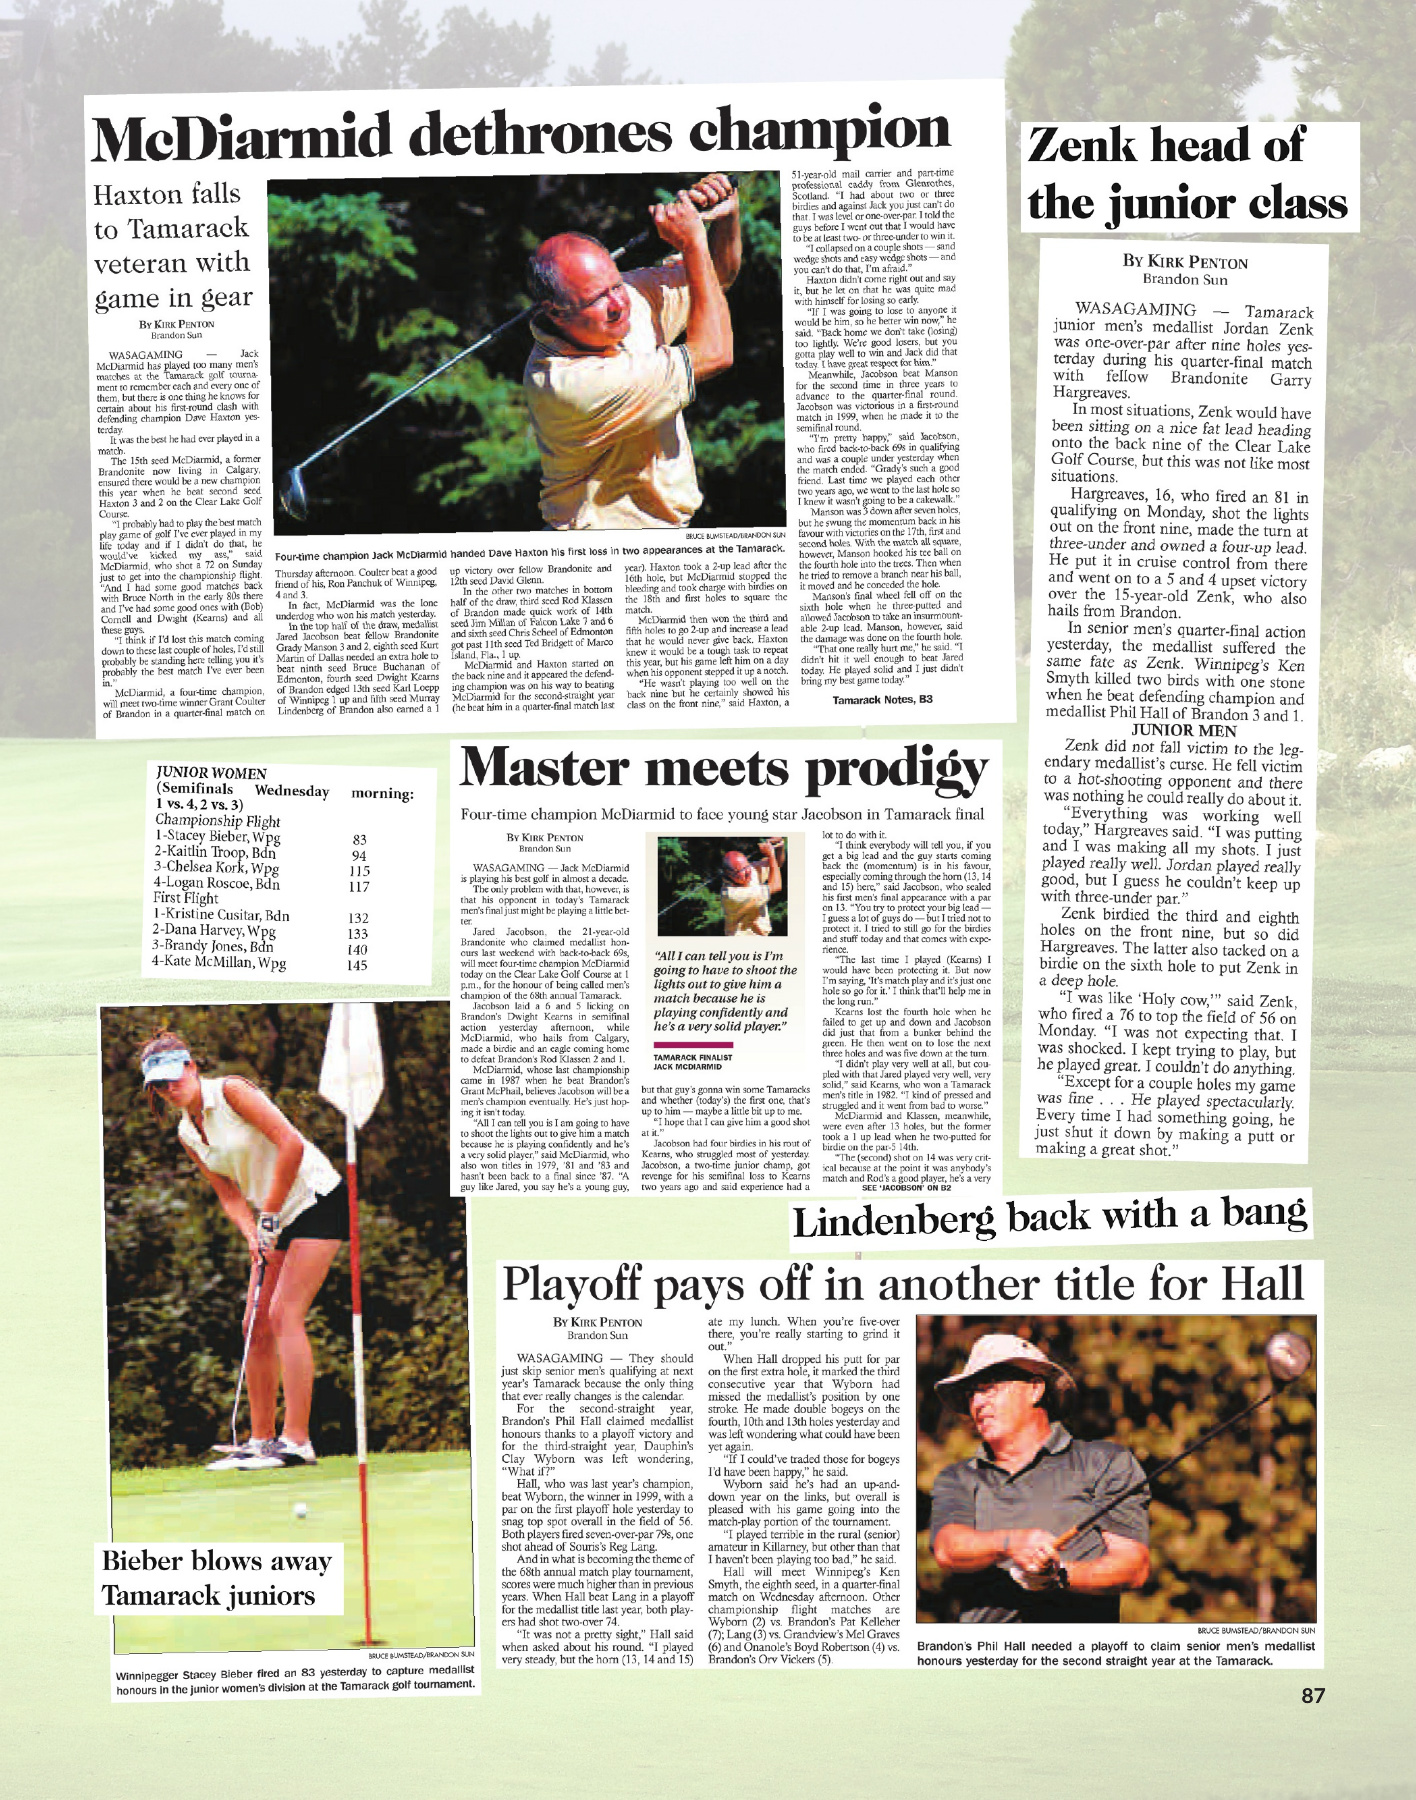 McDiarmid dethrones champion
Haxton falls
to Tamarack
veteran with
game in gear
BY KIRK PENTON
Brandon Sun
WASAGAMING — Jack
McDiarmid has played too many men's
matches at the Tamarack golf tourna-
ment to remember each and every one of
them, but there is one thing he knows for
certain about his first-round clash with
defending champion Dave Haxton yes-
terday.
It was the best he had ever played in a
match.
The 15th seed McDiarmid, a former
Brandonite now living in Calgary,
ensured there would be a new champion
this year when he beat second seed
Haxton 3 and 2 on the Clear Lake Golf
Course.
"I probably had to play the best match
play game of golf I've ever played in my
life today and if I didn't do that, he
would've kicked my ass," said
McDiarmid, who shot a 72 on Sunday
just to get into the championship flight.
"And I had some good matches back
with Bruce North in the early 80s there
and I've had some good ones with (Bob)
Cornell and Dwight (Kearns) and all
these guys.
"I think if I'd lost this match coming
down to these last couple of holes, I'd still
probably be standing here telling you it's
probably the best match I've ever been
in."
McDiarmid, a four-time champion,
will meet two-time winner Grant Coulter
of Brandon in a quarter-final match on
BRUCE BUMSTEAD/BRANDON SUN
Four-time champion Jack McDiarmid handed Dave Haxton his first loss in two appearances at the Tamarack.
Thursday afternoon. Coulter beat a good
friend of his, Ron Panchuk of Winnipeg,
4 and 3.
In fact, McDiarmid was the lone
underdog who won his match yesterday.
In the top half of the draw, medallist
Jared Jacobson beat fellow Brandonite
Grady Manson 3 and 2, eighth seed Kurt
Martin of Dallas needed an extra hole to
beat ninth seed Bruce Buchanan of
Edmonton, fourth seed Dwight Kearns
of Brandon edged 13th seed Karl Loepp
of Winnipeg 1 up and fifth seed Murray
Lindenberg of Brandon also earned a 1
up victory over fellow Brandonite and
12th seed David Glenn.
In the other two matches in bottom
half of the draw, third seed Rod Klassen
of Brandon made quick work of 14th
seed Jim Millan of Falcon Lake 7 and 6
and sixth seed Chris Scheel of Edmonton
got past 11th seed Ted Bridgett of Marco
Island, Fla., 1 up.
McDiarmid and Haxton started on
the back nine and it appeared the defend-
ing champion was on his way to beating
McDiarmid for the second-straight year
(he beat him in a quarter-final match last
year). Haxton took a 2-up lead after the
16th hole, but McDiarmid stopped the
bleeding and took charge with birdies on
the 18th and first holes to square the
match.
McDiarmid then won the third and
fifth holes to go 2-up and increase a lead
that he would never give back. Haxton
knew it would be a tough task to repeat
this year, but his game left him on a day
when his opponent stepped it up a notch.
"He wasn't playing too well on the
back nine but he certainly showed his
class on the front nine," said Haxton, a
51-year-old mail carrier and part-time
professional caddy from Glenrothes,
Scotland. "I had about two or three
birdies and against Jack you just can't do
that. I was level or one-over-par. I told the
guys before I went out that I would have
to be at least two- or three-under to win it.
"I collapsed on a couple shots — sand
wedge shots and easy wedge shots — and
you can't do that, I'm afraid."
Haxton didn't come right out and say
it, but he let on that he was quite mad
with himself for losing so early.
"If I was going to lose to anyone it
would be him, so he better win now," he
said. "Back home we don't take (losing)
too lightly. We're good losers, but you
gotta play well to win and Jack did that
today. I have great respect for him."
Meanwhile, Jacobson beat Manson
for the second time in three years to
advance to the quarter-final round.
Jacobson was victorious in a first-round
match in 1999, when he made it to the
semifinal round.
"I'm pretty happy," said Jacobson,
who fired back-to-back 69s in qualifying
and was a couple under yesterday when
the match ended. "Grady's such a good
friend. Last time we played each other
two years ago, we went to the last hole so
I knew it wasn't going to be a cakewalk."
Manson was 3 down after seven holes,
but he swung the momentum back in his
favour with victories on the 17th, first and
second holes. With the match all square,
however, Manson hooked his tee ball on
the fourth hole into the trees. Then when
he tried to remove a branch near his ball,
it moved and he conceded the hole.
Manson's final wheel fell off on the
sixth hole when he three-putted and
allowed Jacobson to take an insurmount-
able 2-up lead. Manson, however, said
the damage was done on the fourth hole.
"That one really hurt me," he said. "I
didn't hit it well enough to beat Jared
today. He played solid and I just didn't
bring my best game today."
Tamarack Notes, B3
Zenk head of
the junior class
BY KIRK PENTON
Brandon Sun
WASAGAMING — Tamarack
junior men's medallist Jordan Zenk
was one-over-par after nine holes yes-
terday during his quarter-final match
with fellow Brandonite Garry
Hargreaves.
In most situations, Zenk would have
been sitting on a nice fat lead heading
onto the back nine of the Clear Lake
Golf Course, but this was not like most
situations.
Hargreaves, 16, who fired an 81 in
qualifying on Monday, shot the lights
out on the front nine, made the turn at
three-under and owned a four-up lead.
He put it in cruise control from there
and went on to a 5 and 4 upset victory
over the 15-year-old Zenk, who also
hails from Brandon.
In senior men's quarter-final action
yesterday, the medallist suffered the
same fate as Zenk. Winnipeg's Ken
Smyth killed two birds with one stone
when he beat defending champion and
medallist Phil Hall of Brandon 3 and 1.
JUNIOR MEN
Zenk did not fall victim to the leg-
endary medallist's curse. He fell victim
to a hot-shooting opponent and there
was nothing he could really do about it.
"Everything was working well
today," Hargreaves said. "I was putting
and I was making all my shots. I just
played really well. Jordan played really
good, but I guess he couldn't keep up
with three-under par."
Zenk birdied the third and eighth
holes on the front nine, but so did
Hargreaves. The latter also tacked on a
birdie on the sixth hole to put Zenk in
a deep hole.
"I was like 'Holy cow,'" said Zenk,
who fired a 76 to top the field of 56 on
Monday. "I was not expecting that. I
was shocked. I kept trying to play, but
he played great. I couldn't do anything.
"Except for a couple holes my game
was fine . . . He played spectacularly.
Every time I had something going, he
just shut it down by making a putt or
making a great shot."
JUNIOR WOMEN
(Semifinals Wednesday morning:
1 vs. 4, 2 vs. 3)
Championship Flight
1-Stacey Bieber, Wpg 83
2-Kaitlin Troop, Bdn 94
3-Chelsea Kork, Wpg 115
4-Logan Roscoe, Bdn 117
First Flight
1-Kristine Cusitar, Bdn 132
2-Dana Harvey, Wpg 133
3-Brandy Jones, Bdn 140
4-Kate McMillan, Wpg 145
Master meets prodigy
Four-time champion McDiarmid to face young star Jacobson in Tamarack final
BY KIRK PENTON
Brandon Sun
WASAGAMING — Jack McDiarmid
is playing his best golf in almost a decade.
The only problem with that, however, is
that his opponent in today's Tamarack
men's final just might be playing a little bet-
ter.
Jared Jacobson, the 21-year-old
Brandonite who claimed medallist hon-
ours last weekend with back-to-back 69s,
will meet four-time champion McDiarmid
today on the Clear Lake Golf Course at 1
p.m., for the honour of being called men's
champion of the 68th annual Tamarack.
Jacobson laid a 6 and 5 licking on
Brandon's Dwight Kearns in semifinal
action yesterday afternoon, while
McDiarmid, who hails from Calgary,
made a birdie and an eagle coming home
to defeat Brandon's Rod Klassen 2 and 1.
McDiarmid, whose last championship
came in 1987 when he beat Brandon's
Grant McPhail, believes Jacobson will be a
men's champion eventually. He's just hop-
ing it isn't today.
"All I can tell you is I am going to have
to shoot the lights out to give him a match
because he is playing confidently and he's
a very solid player," said McDiarmid, who
also won titles in 1979, '81 and '83 and
hasn't been back to a final since '87. "A
guy like Jared, you say he's a young guy,
"All I can tell you is I'm
going to have to shoot the
lights out to give him a
match because he is
playing confidently and
he's a very solid player."
TAMARACK FINALIST
JACK MCDIARMID
but that guy's gonna win some Tamaracks
and whether (today's) the first one, that's
up to him — maybe a little bit up to me.
"I hope that I can give him a good shot
at it."
Jacobson had four birdies in his rout of
Kearns, who struggled most of yesterday.
Jacobson, a two-time junior champ, got
revenge for his semifinal loss to Kearns
two years ago and said experience had a
lot to do with it.
"I think everybody will tell you, if you
get a big lead and the guy starts coming
back the (momentum) is in his favour,
especially coming through the horn (13, 14
and 15) here," said Jacobson, who sealed
his first men's final appearance with a par
on 13. "You try to protect your big lead —
I guess a lot of guys do — but I tried not to
protect it. I tried to still go for the birdies
and stuff today and that comes with expe-
rience.
"The last time I played (Kearns) I
would have been protecting it. But now
I'm saying, 'It's match play and it's just one
hole so go for it.' I think that'll help me in
the long run."
Kearns lost the fourth hole when he
failed to get up and down and Jacobson
did just that from a bunker behind the
green. He then went on to lose the next
three holes and was five down at the turn.
"I didn't play very well at all, but cou-
pled with that Jared played very well, very
solid," said Kearns, who won a Tamarack
men's title in 1982. "I kind of pressed and
struggled and it went from bad to worse."
McDiarmid and Klassen, meanwhile,
were even after 13 holes, but the former
took a 1 up lead when he two-putted for
birdie on the par-5 14th.
"The (second) shot on 14 was very crit-
ical because at the point it was anybody's
match and Rod's a good player, he's a very
SEE 'JACOBSON' ON B2
Lindenberg back with a bang
Bieber blows away
Tamarack juniors
BRUCE BUMSTEAD/BRANDON SUN
Winnipegger Stacey Bieber fired an 83 yesterday to capture medallist
honours in the junior women's division at the Tamarack golf tournament.
Playoff pays off in another title for Hall
BY KIRK PENTON
Brandon Sun
WASAGAMING — They should
just skip senior men's qualifying at next
year's Tamarack because the only thing
that ever really changes is the calendar.
For the second-straight year,
Brandon's Phil Hall claimed medallist
honours thanks to a playoff victory and
for the third-straight year, Dauphin's
Clay Wyborn was left wondering,
"What if?"
Hall, who was last year's champion,
beat Wyborn, the winner in 1999, with a
par on the first playoff hole yesterday to
snag top spot overall in the field of 56.
Both players fired seven-over-par 79s, one
shot ahead of Souris's Reg Lang.
And in what is becoming the theme of
the 68th annual match play tournament,
scores were much higher than in previous
years. When Hall beat Lang in a playoff
for the medallist title last year, both play-
ers had shot two-over 74.
"It was not a pretty sight," Hall said
when asked about his round. "I played
very steady, but the horn (13, 14 and 15)
ate my lunch. When you're five-over
there, you're really starting to grind it
out."
When Hall dropped his putt for par
on the first extra hole, it marked the third
consecutive year that Wyborn had
missed the medallist's position by one
stroke. He made double bogeys on the
fourth, 10th and 13th holes yesterday and
was left wondering what could have been
yet again.
"If I could've traded those for bogeys
I'd have been happy," he said.
Wyborn said he's had an up-and-
down year on the links, but overall is
pleased with his game going into the
match-play portion of the tournament.
"I played terrible in the rural (senior)
amateur in Killarney, but other than that
I haven't been playing too bad," he said.
Hall will meet Winnipeg's Ken
Smyth, the eighth seed, in a quarter-final
match on Wednesday afternoon. Other
championship flight matches are
Wyborn (2) vs. Brandon's Pat Kelleher
(7); Lang (3) vs. Grandview's Mel Graves
(6) and Onanole's Boyd Robertson (4) vs.
Brandon's Orv Vickers (5).
BRUCE BUMSTEAD/BRANDON SUN
Brandon's Phil Hall needed a playoff to claim senior men's medallist
honours yesterday for the second straight year at the Tamarack.
87